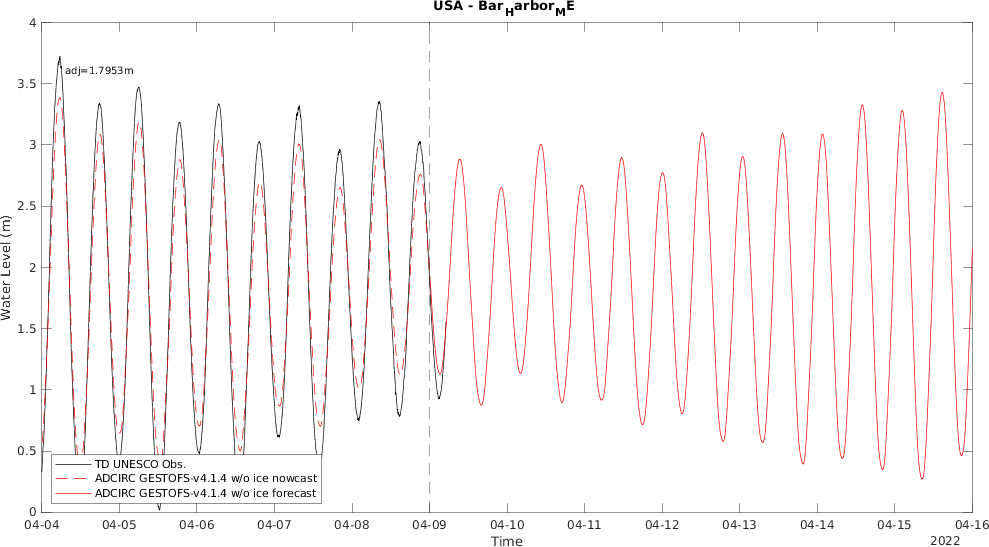 USA - Bar_Harbor_ME
adj=1.7953m
4
3.5
3
2.5
2
1.5
1
0.5
0
Water Level (m)
TD UNESCO Obs.
ADCIRC GESTOFS-v4.1.4 w/o ice nowcast
ADCIRC GESTOFS-v4.1.4 w/o ice forecast
04-04 04-05 04-06 04-07 04-08 04-09 04-10 04-11 04-12 04-13 04-14 04-15 04-16
Time
2022